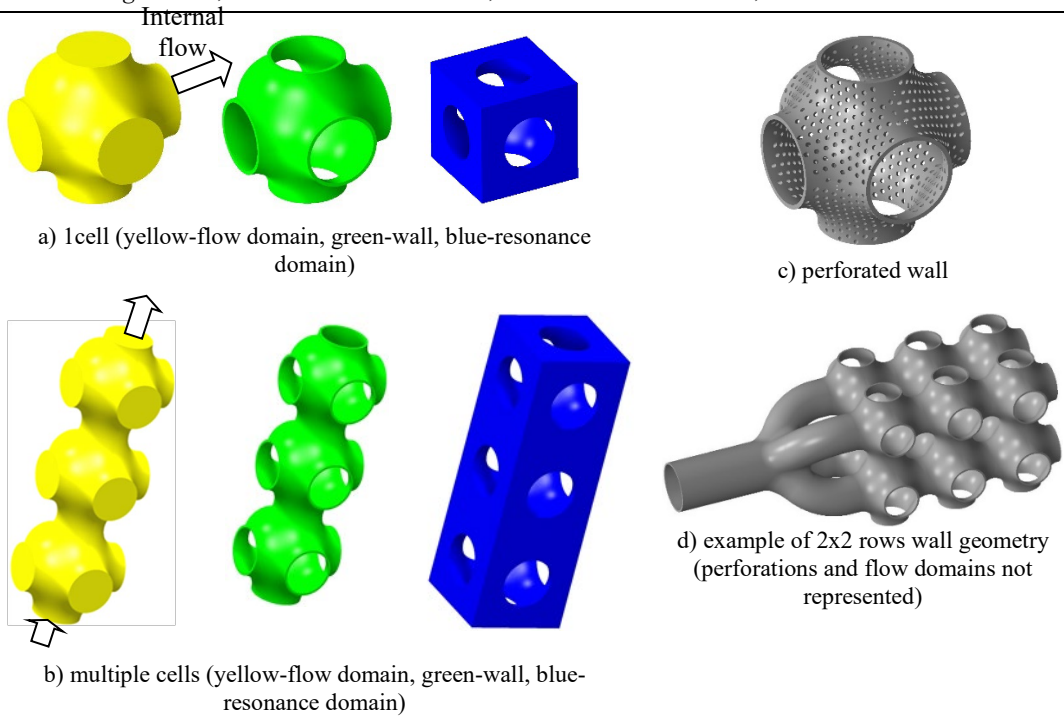 Internal
flow
a) 1cell (yellow-flow domain, green-wall, blue-resonance
domain)
c) perforated wall
d) example of 2x2 rows wall geometry
(perforations and flow domains not
represented)
b) multiple cells (yellow-flow domain, green-wall, blue-
resonance domain)